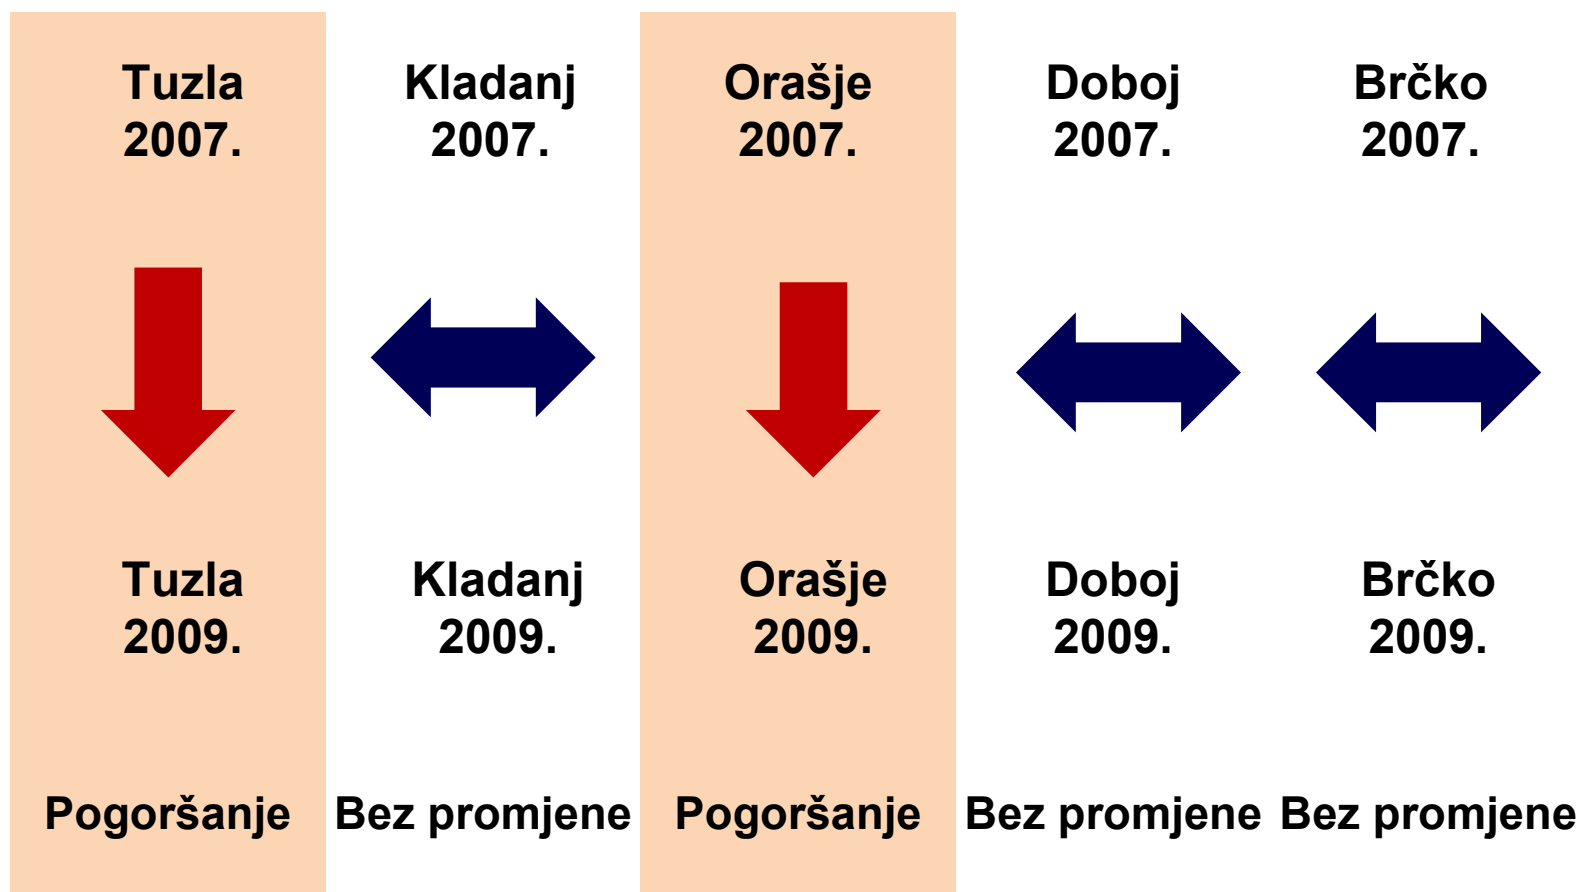 Tuzla
2007.
Kladanj
2007.
Orašje
2007.
Doboj
2007.
Brčko
2007.
Tuzla
2009.
Kladanj
2009.
Orašje
2009.
Doboj
2009.
Brčko
2009.
Pogoršanje
Bez promjene
Pogoršanje
Bez promjene
Bez promjene